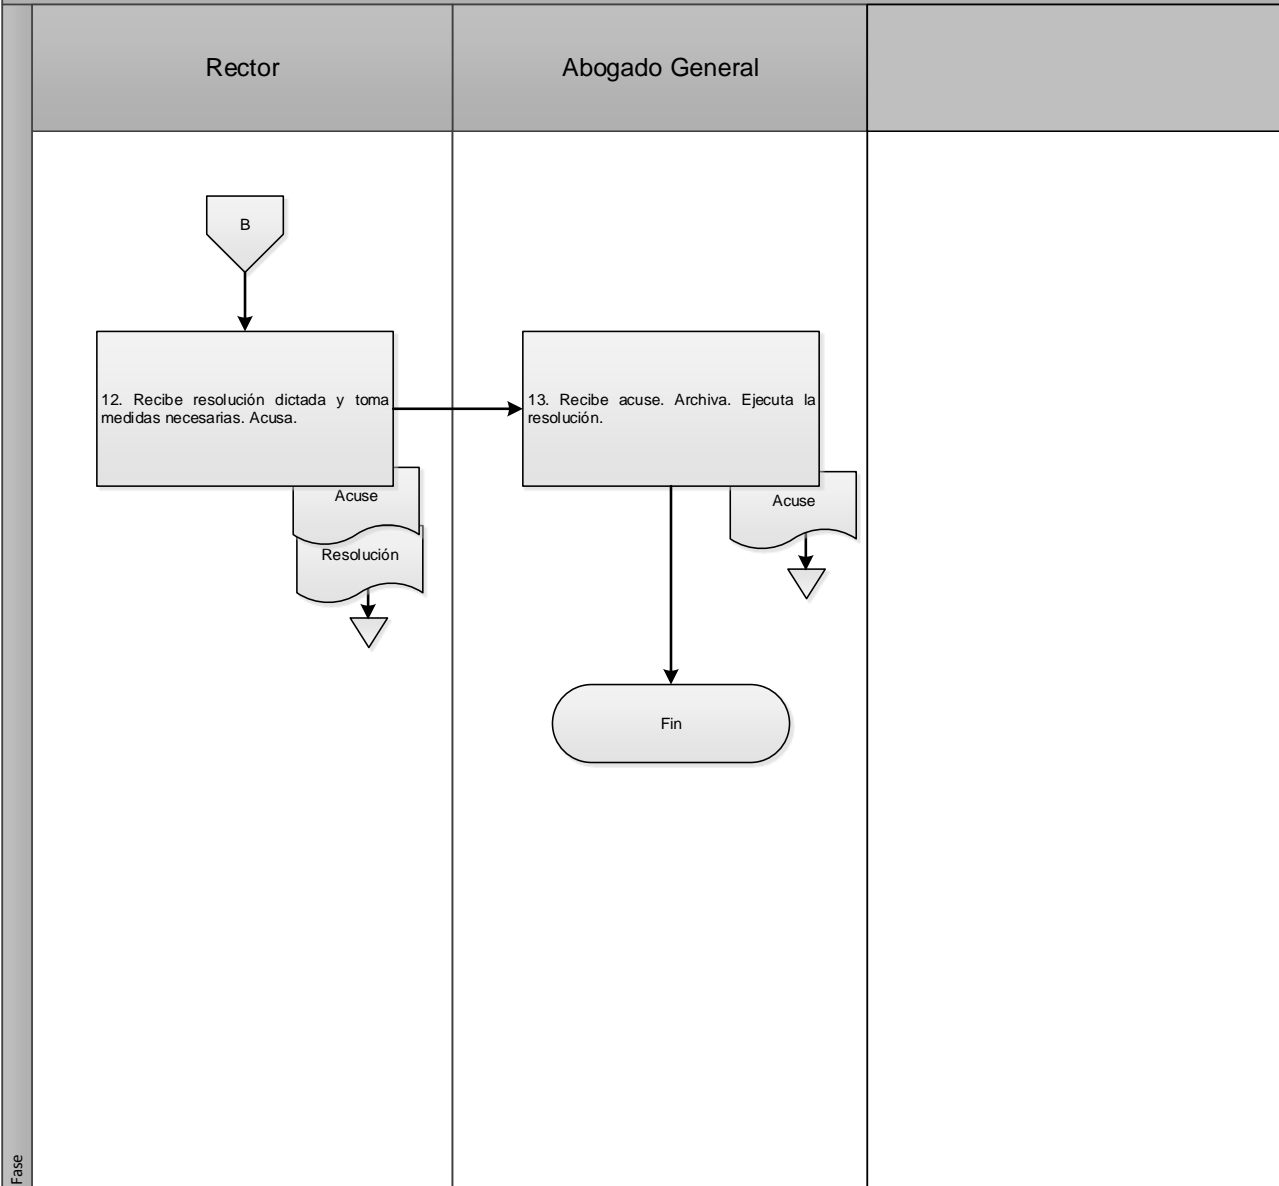 Rector
Abogado General
B
12. Recibe resolución dictada y toma
medidas necesarias. Acusa.
13. Recibe acuse. Archiva. Ejecuta la
resolución.
Acuse
Resolución
Acuse
Fin
Fase